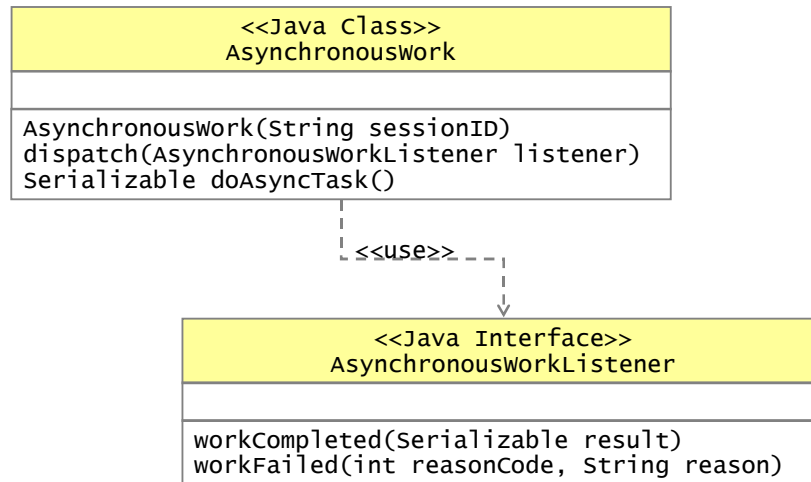 <<Java Class>>
AsynchronousWork
AsynchronousWork(String sessionID)
dispatch(AsynchronousWorkListener listener)
Serializable doAsyncTask()
<<use>>
<<Java Interface>>
AsynchronousWorkListener
workCompleted(Serializable result)
workFailed(int reasonCode, String reason)